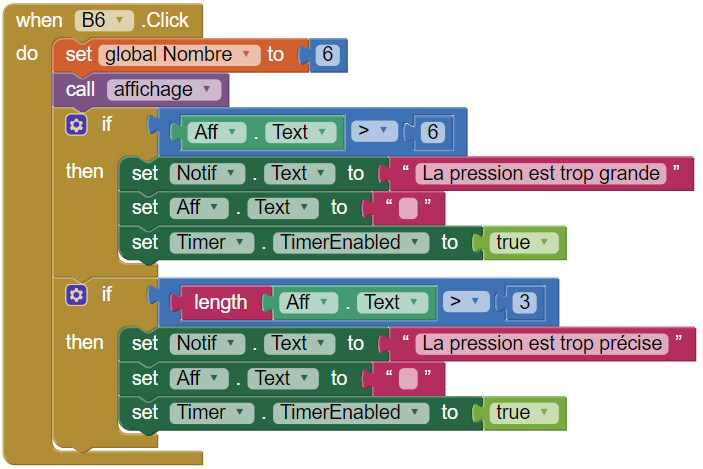 when B6 .Click
do set global Nombre to 6
call affichage
if Aff . Text > 6
then set Notif . Text to “ La pression est trop grande ”
set Aff . Text to “ ”
set Timer . TimerEnabled to true
if length Aff . Text > 3
then set Notif . Text to “ La pression est trop précise ”
set Aff . Text to “ ”
set Timer . TimerEnabled to true